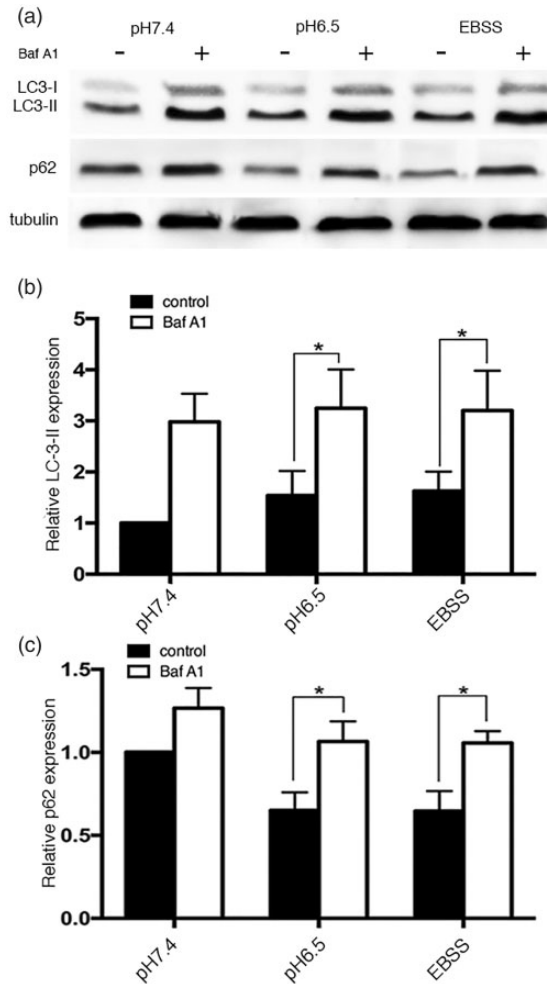 (a)
pH7.4 pH6.5 EBSS
Baf A1 - + - + - +
LC3-I
LC3-II
p62
tubulin
(b)
control
Baf A1
Relative LC-3-II expression
5
4
3
2
1
0
* *
pH7.4 pH6.5 EBSS
(c)
control
Baf A1
Relative p62 expression
1.5
1.0
0.5
0.0
* *
pH7.4 pH6.5 EBSS